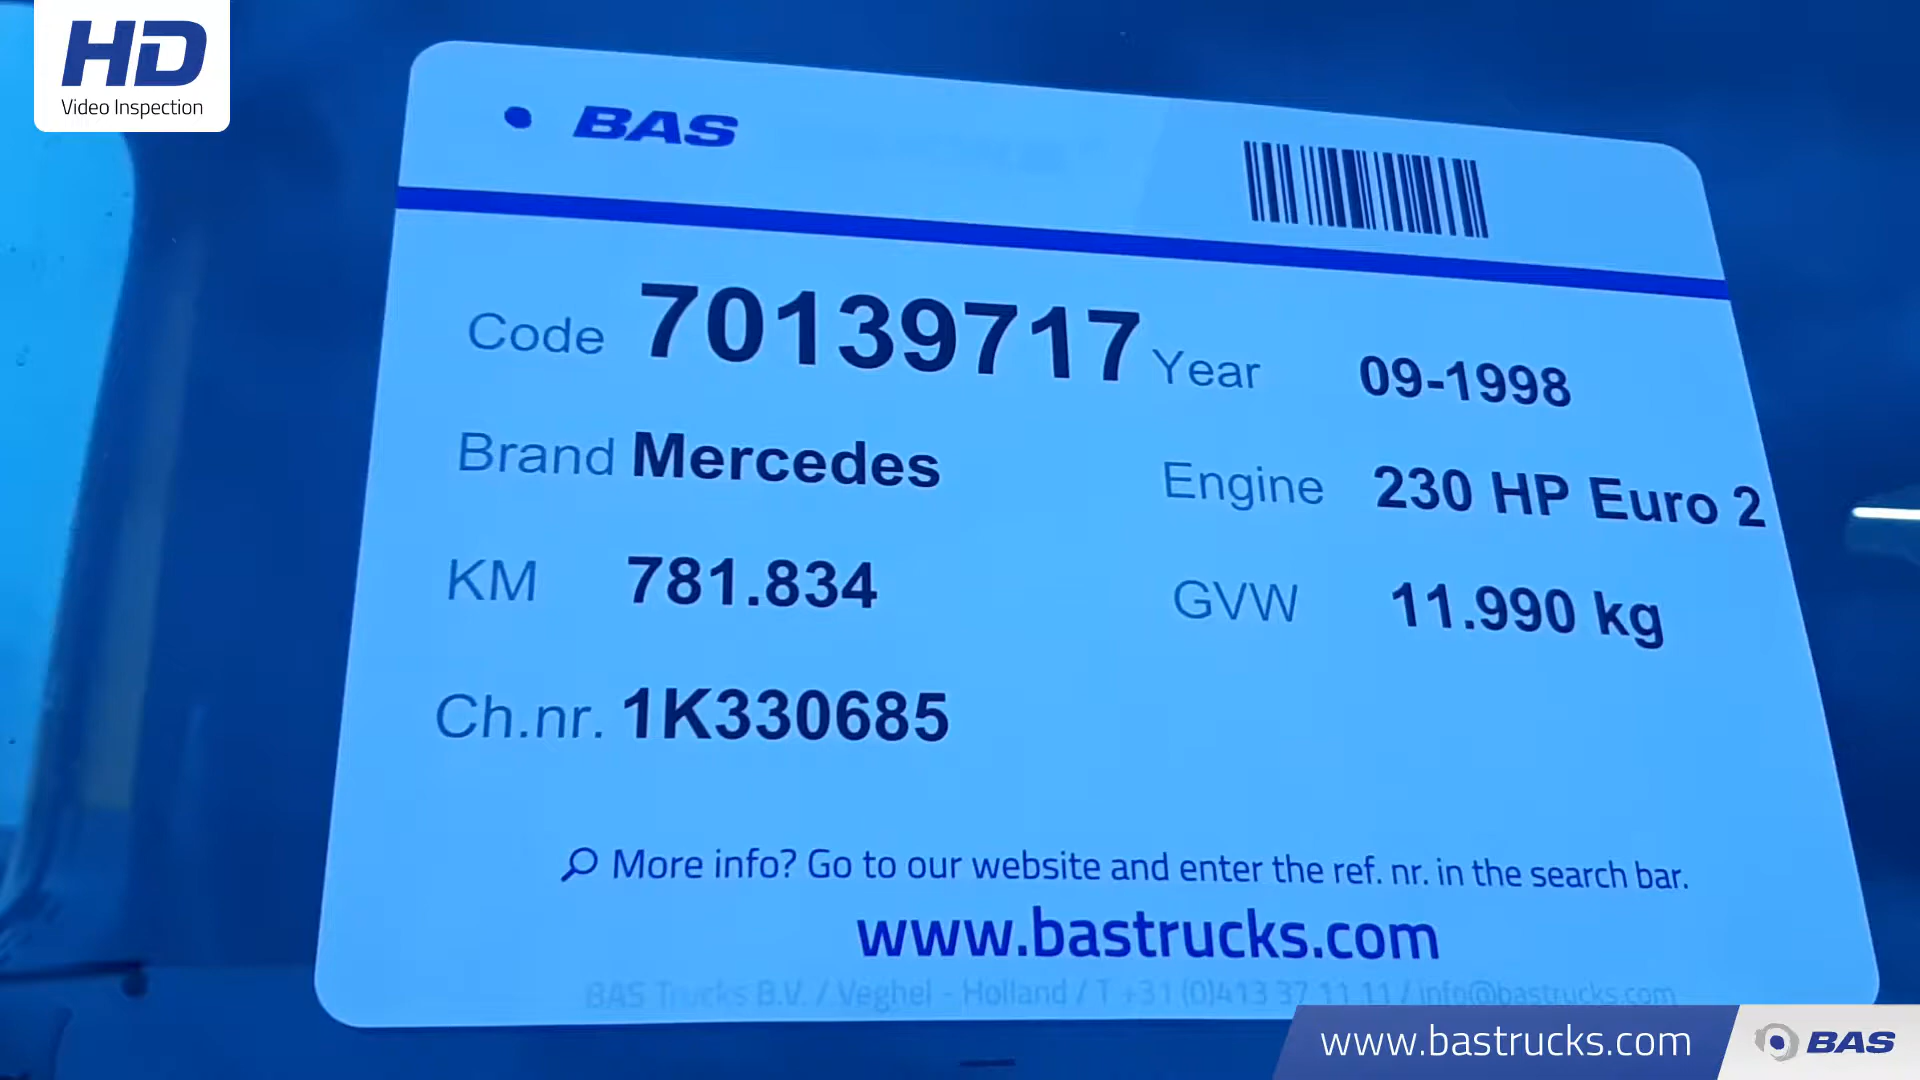 HD
Video Inspection
BAS
Code 70139717 Year 09-1998
Brand Mercedes Engine 230 HP Euro 2
KM 781.834 GVW 11.990 kg
Ch.nr. 1K330685
More info? Go to our website and enter the ref. nr. in the search bar.
www.bastrucks.com
BAS Trucks B.V. / Veghel - Holland / T +31 (0)413 37 11 11 / info@bastrucks.com
www.bastrucks.com
BAS